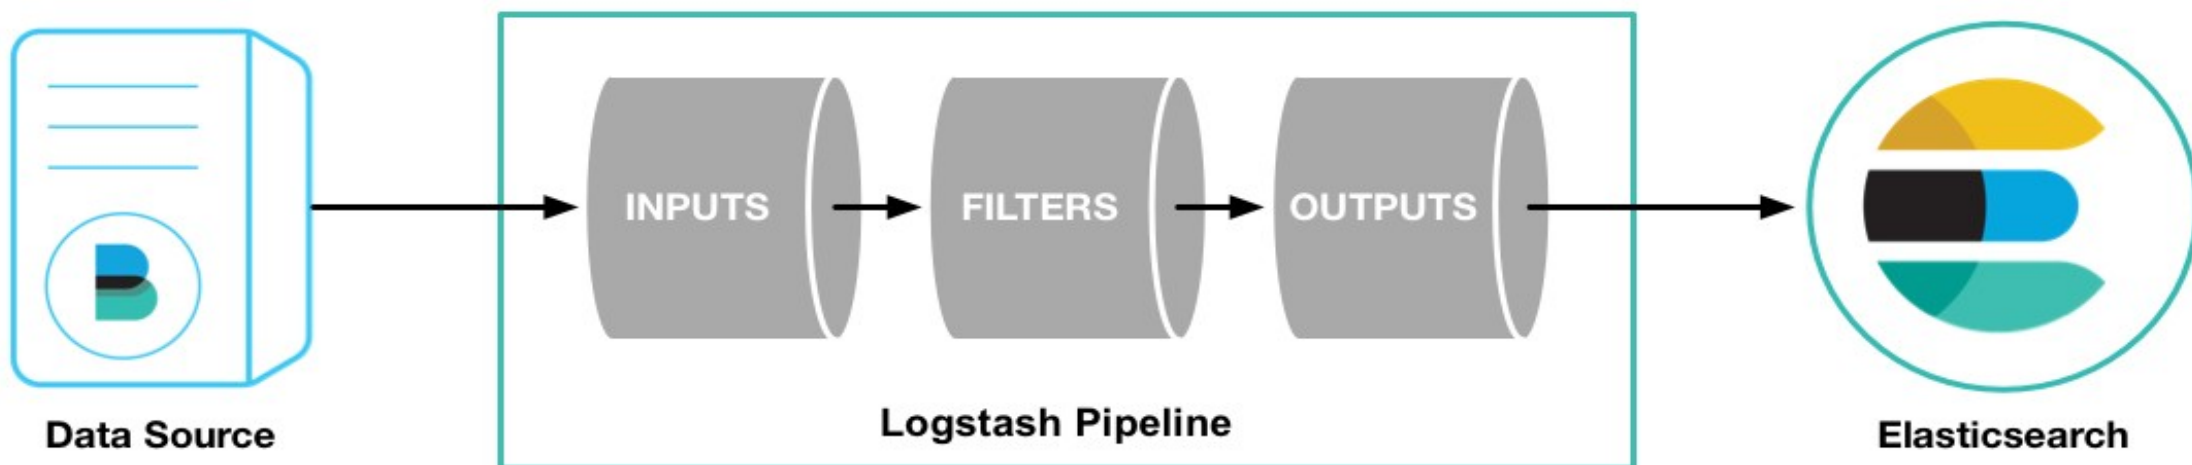 INPUTS
FILTERS
OUTPUTS
Data Source
Logstash Pipeline
Elasticsearch